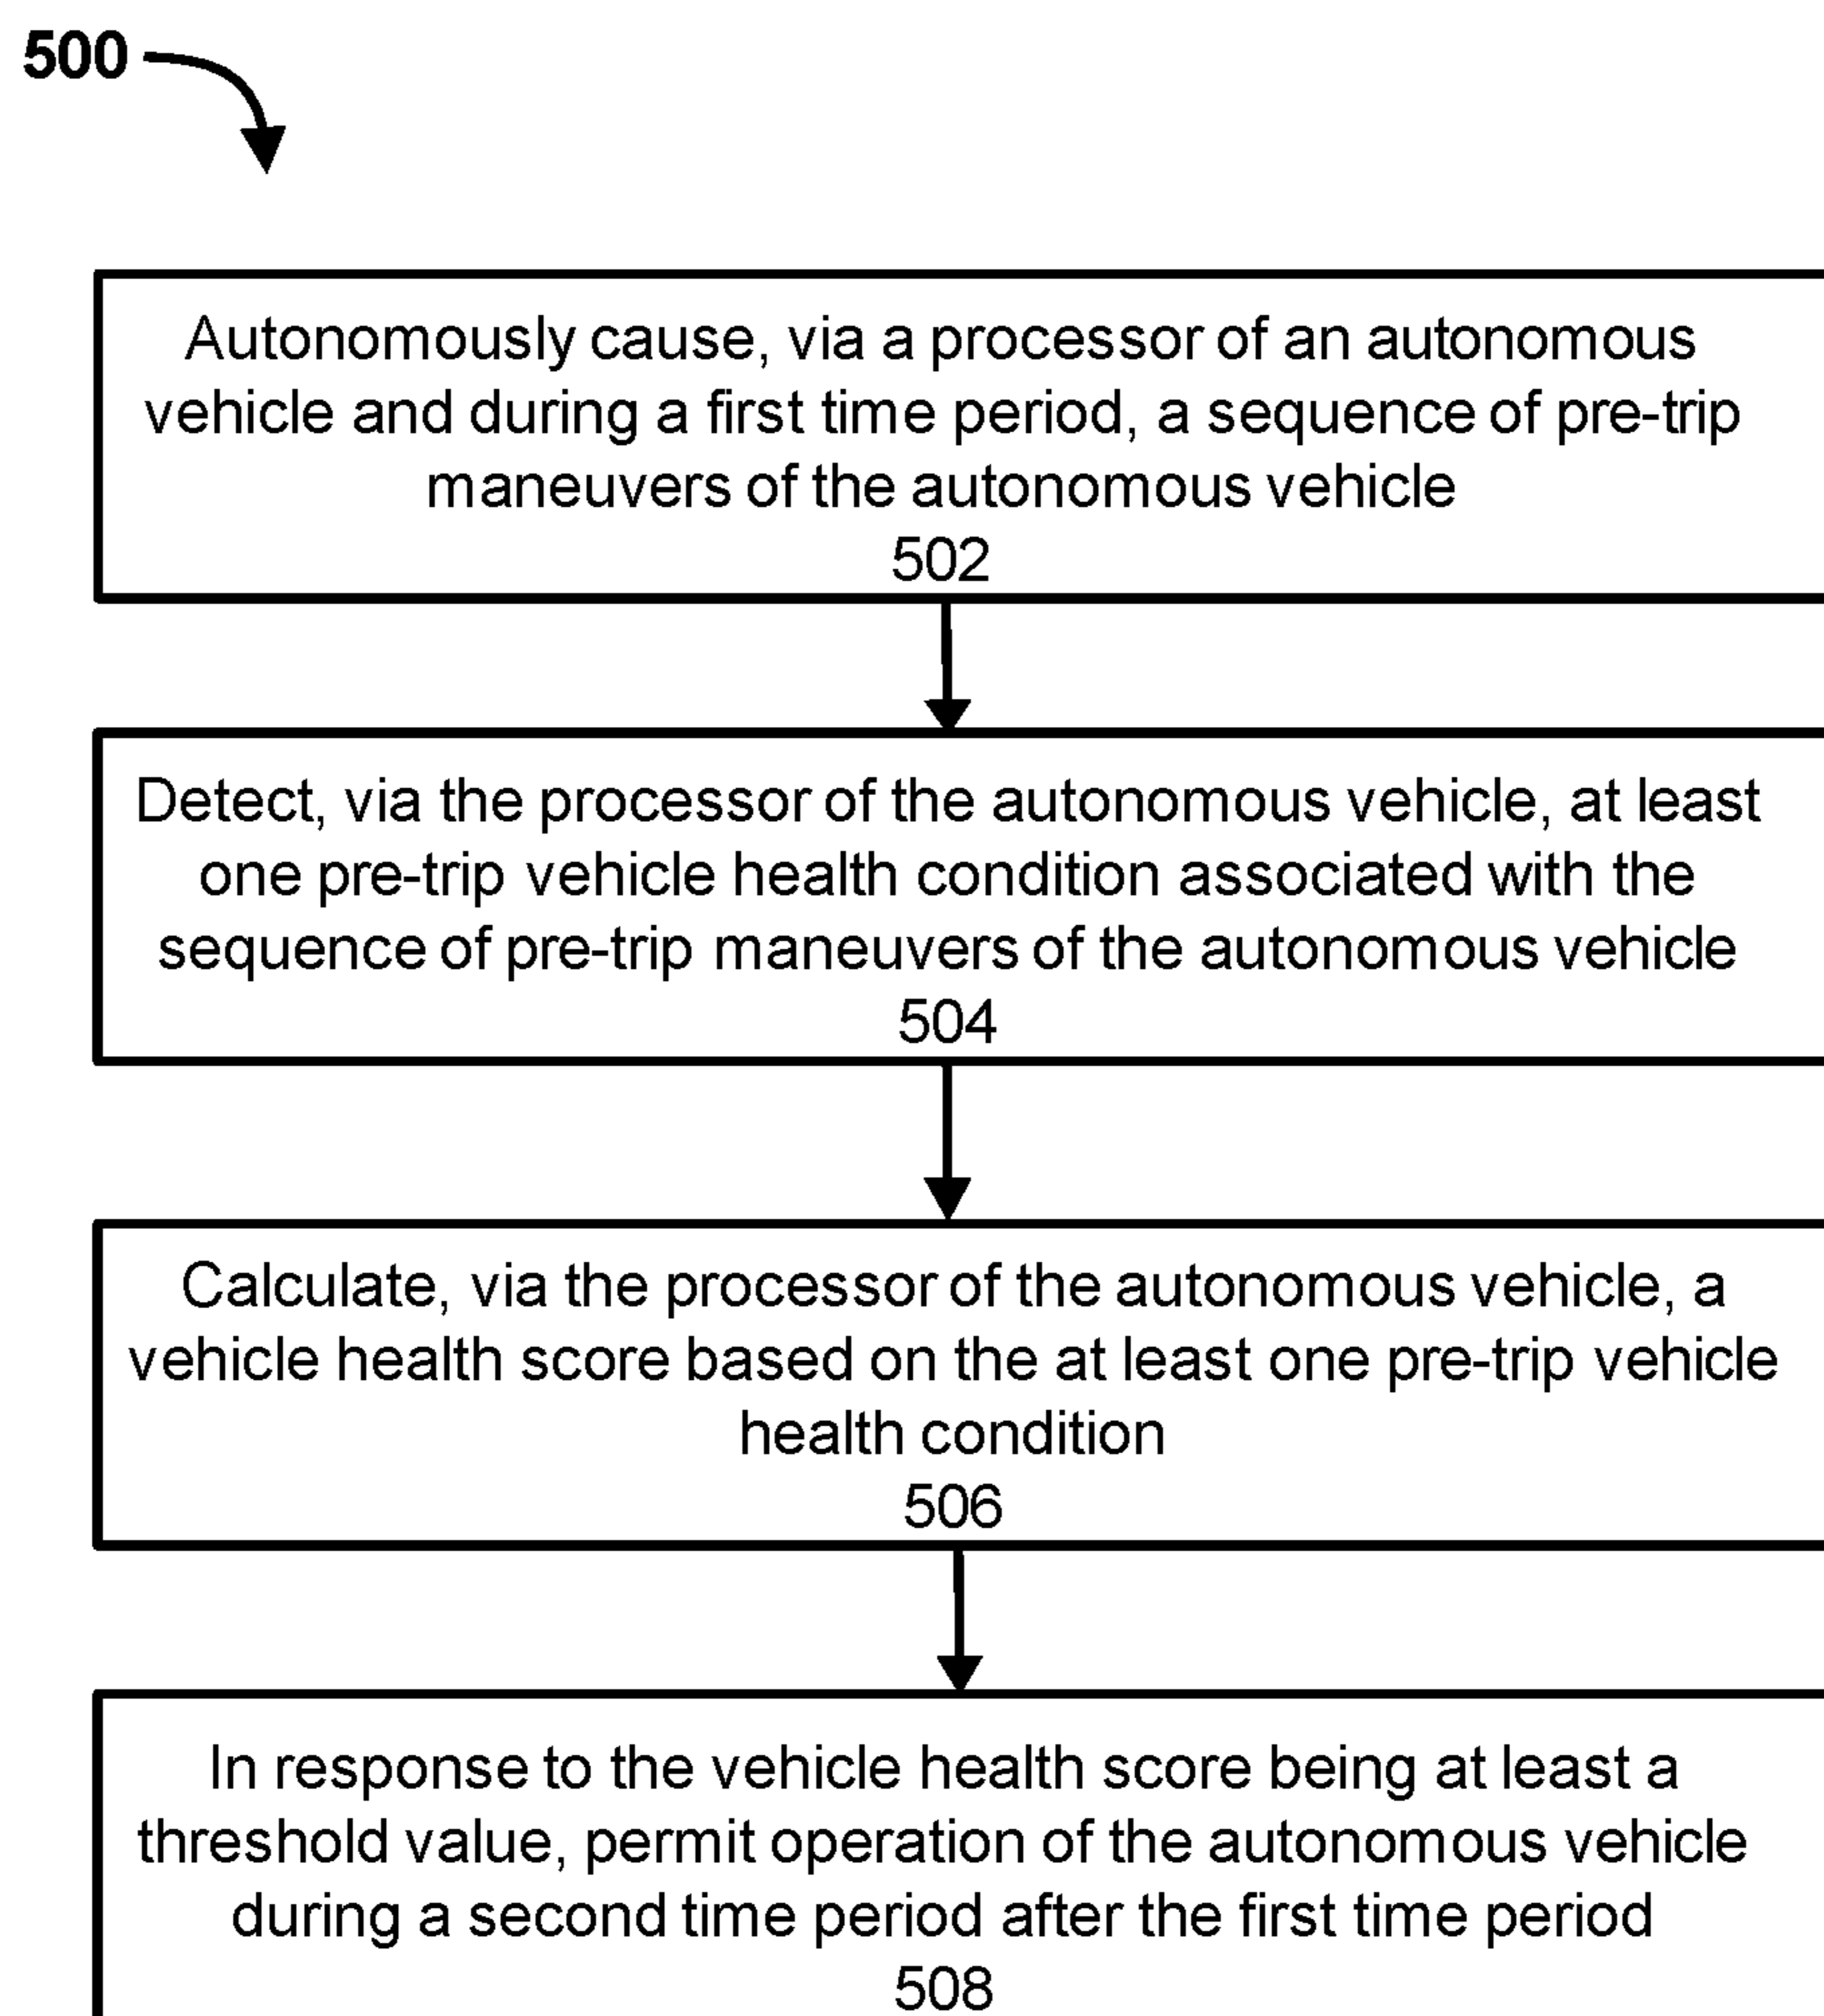 500
Autonomously cause, via a processor of an autonomous
vehicle and during a first time period, a sequence of pre-trip
maneuvers of the autonomous vehicle
502
Detect, via the processor of the autonomous vehicle, at least
one pre-trip vehicle health condition associated with the
sequence of pre-trip maneuvers of the autonomous vehicle
504
Calculate, via the processor of the autonomous vehicle, a
vehicle health score based on the at least one pre-trip vehicle
health condition
506
In response to the vehicle health score being at least a
threshold value, permit operation of the autonomous vehicle
during a second time period after the first time period
508